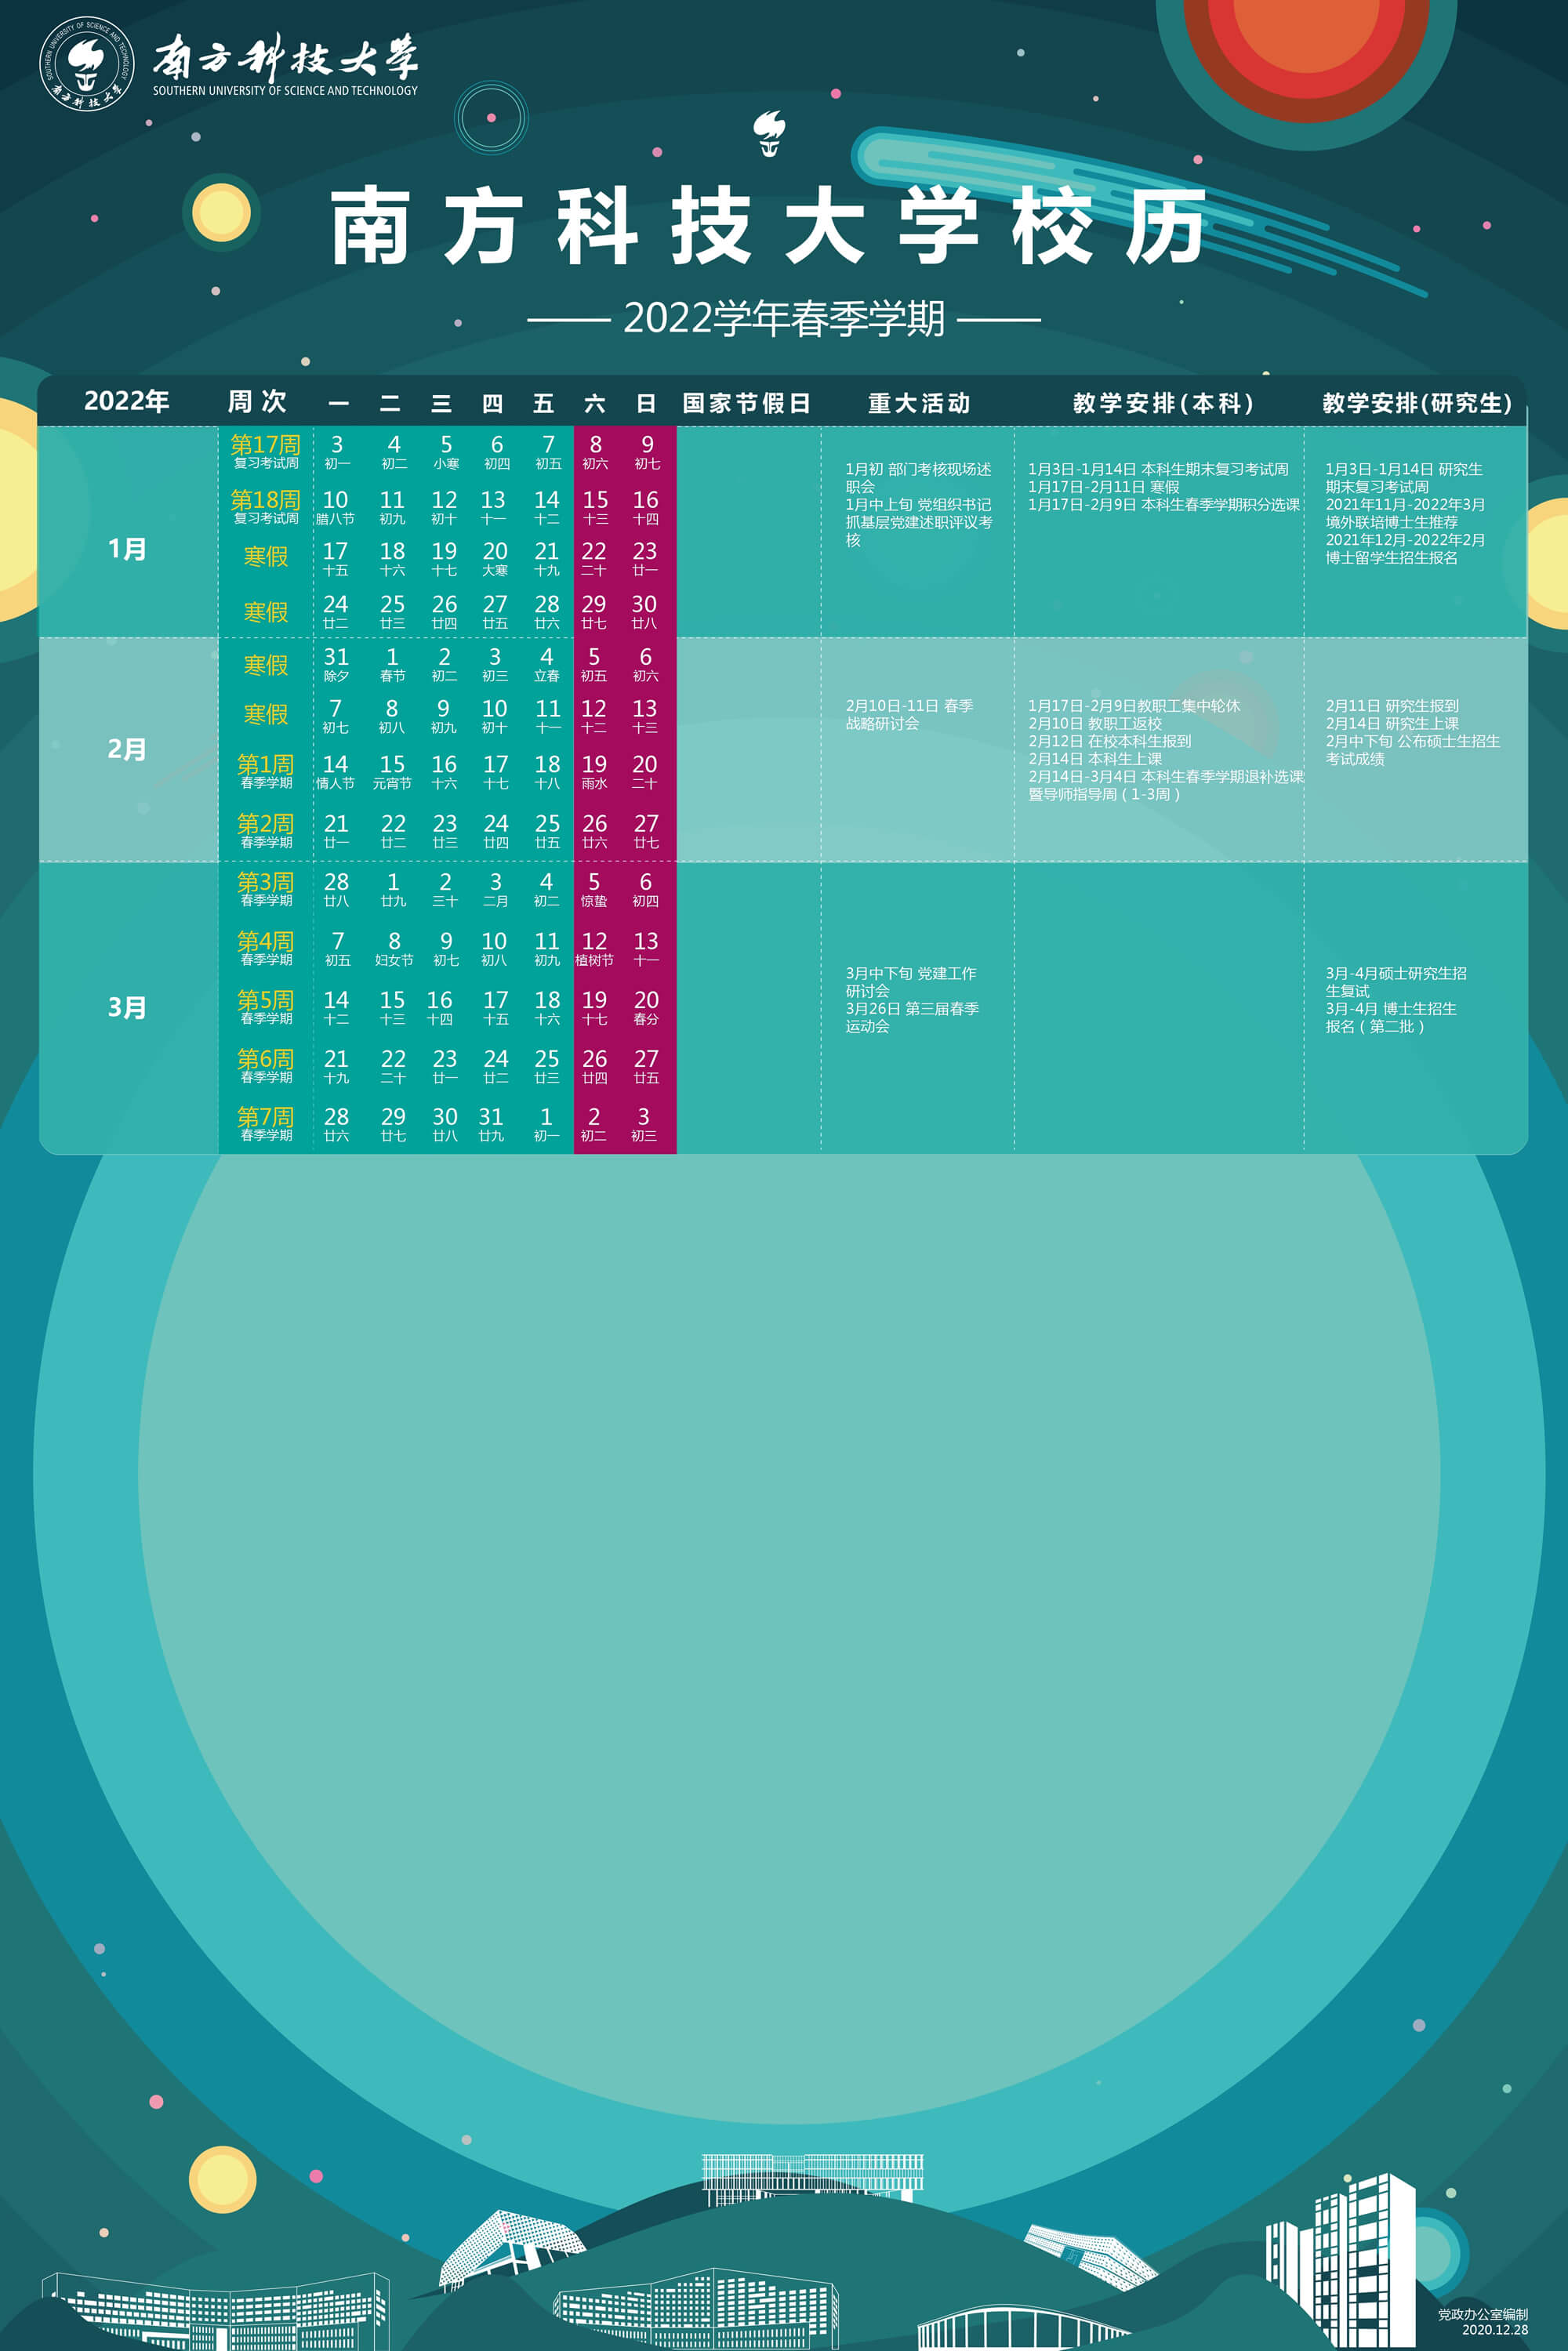 SOUTHERN UNIVERSITY OF SCIENCE AND TECHNOLOGY
南方科技大学
南方科技大学
SOUTHERN UNIVERSITY OF SCIENCE AND TECHNOLOGY
南方科技大学校历
2022学年春季学期
2022年 周次 一 二 三 四 五 六 日 国家节假日 重大活动 教学安排(本科) 教学安排(研究生)
1月
第17周 3 4 5 6 7 8 9
复习考试周 初一 初二 小寒 初四 初五 初六 初七
第18周 10 11 12 13 14 15 16
复习考试周 腊八节 初九 初十 十一 十二 十三 十四
寒假 17 18 19 20 21 22 23
十五 十六 十七 大寒 十九 二十 廿一
寒假 24 25 26 27 28 29 30
廿二 廿三 廿四 廿五 廿六 廿七 廿八
1月初 部门考核现场述
职会
1月中上旬 党组织书记
抓基层党建述职评议考
核
1月3日-1月14日 本科生期末复习考试周
1月17日-2月11日 寒假
1月17日-2月9日 本科生春季学期积分选课
1月3日-1月14日 研究生
期末复习考试周
2021年11月-2022年3月
境外联培博士生推荐
2021年12月-2022年2月
博士留学生招生报名
2月
寒假 31 1 2 3 4 5 6
除夕 春节 初二 初三 立春 初五 初六
寒假 7 8 9 10 11 12 13
初七 初八 初九 初十 十一 十二 十三
第1周 14 15 16 17 18 19 20
春季学期 情人节 元宵节 十六 十七 十八 雨水 二十
第2周 21 22 23 24 25 26 27
春季学期 廿一 廿二 廿三 廿四 廿五 廿六 廿七
2月10日-11日 春季
战略研讨会
1月17日-2月9日教职工集中轮休
2月10日 教职工返校
2月12日 在校本科生报到
2月14日 本科生上课
2月14日-3月4日 本科生春季学期退补选课
暨导师指导周（1-3周）
2月11日 研究生报到
2月14日 研究生上课
2月中下旬 公布硕士生招生
考试成绩
3月
第3周 28 1 2 3 4 5 6
春季学期 廿八 廿九 三十 二月 初二 惊蛰 初四
第4周 7 8 9 10 11 12 13
春季学期 初五 妇女节 初七 初八 初九 植树节 十一
第5周 14 15 16 17 18 19 20
春季学期 十二 十三 十四 十五 十六 十七 春分
第6周 21 22 23 24 25 26 27
春季学期 十九 二十 廿一 廿二 廿三 廿四 廿五
第7周 28 29 30 31 1 2 3
春季学期 廿六 廿七 廿八 廿九 初一 初二 初三
3月中下旬 党建工作
研讨会
3月26日 第三届春季
运动会
3月-4月硕士研究生招
生复试
3月-4月 博士生招生
报名（第二批）
党政办公室编制
2020.12.28